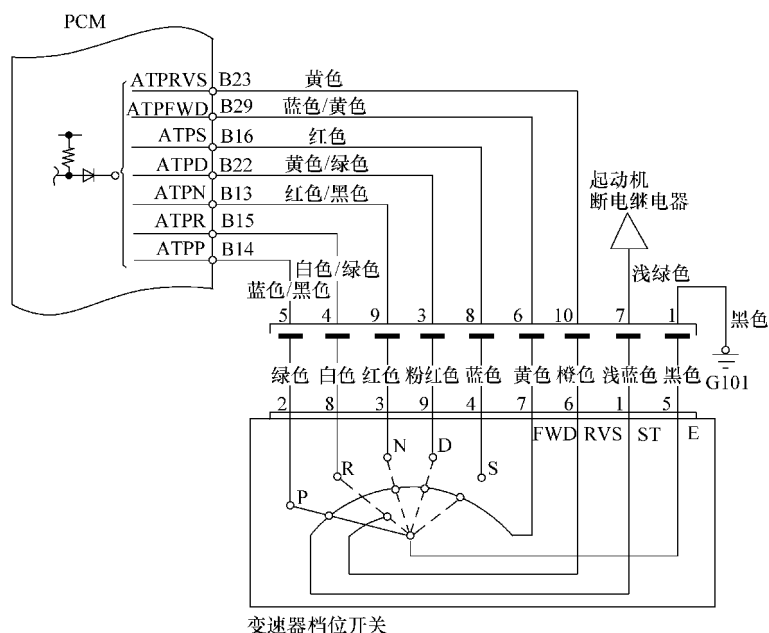 PCM
ATPRVS B23 黄色
ATPFWD B29 蓝色/黄色
ATPS B16 红色
ATPD B22 黄色/绿色
ATPN B13 红色/黑色
ATPR B15
ATPP B14
起动机
断电继电器
白色/绿色
浅绿色
蓝色/黑色
黑色
5 4 9 3 8 6 10 7 1
绿色 白色 红色 粉红色 蓝色 黄色 橙色 浅蓝色 黑色 G101
2 8 3 9 4 7 6 1 5
FWD RVS ST E
N D
R S
P
变速器档位开关